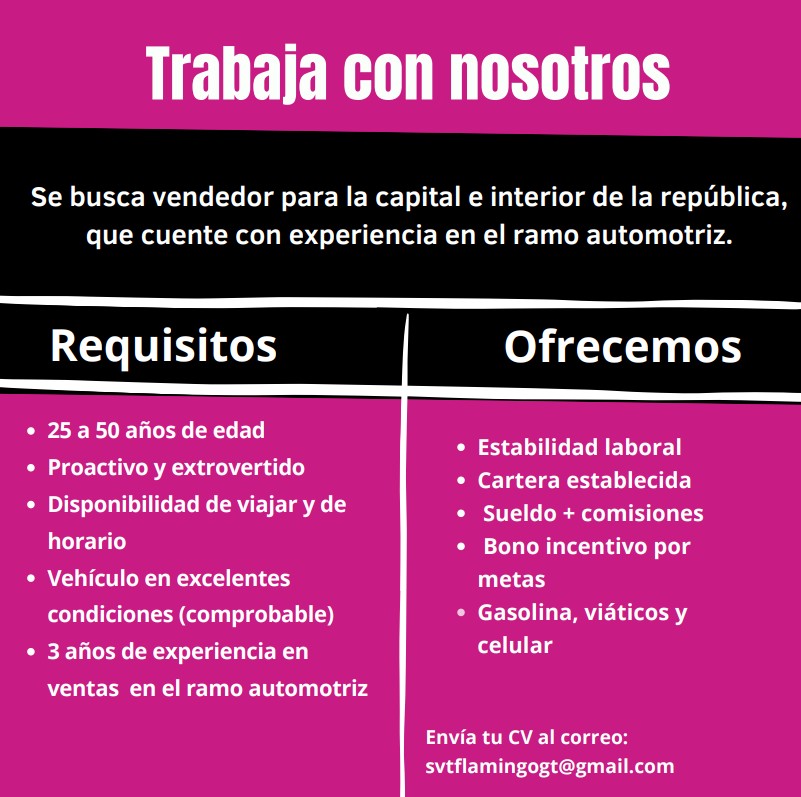 Trabaja con nosotros
Se busca vendedor para la capital e interior de la república,
que cuente con experiencia en el ramo automotriz.
Requisitos
• 25 a 50 años de edad
• Proactivo y extrovertido
• Disponibilidad de viajar y de
horario
• Vehículo en excelentes
condiciones (comprobable)
• 3 años de experiencia en
ventas en el ramo automotriz
Ofrecemos
• Estabilidad laboral
• Cartera establecida
• Sueldo + comisiones
• Bono incentivo por
metas
• Gasolina, viáticos y
celular
Envía tu CV al correo:
svtflamingogt@gmail.com